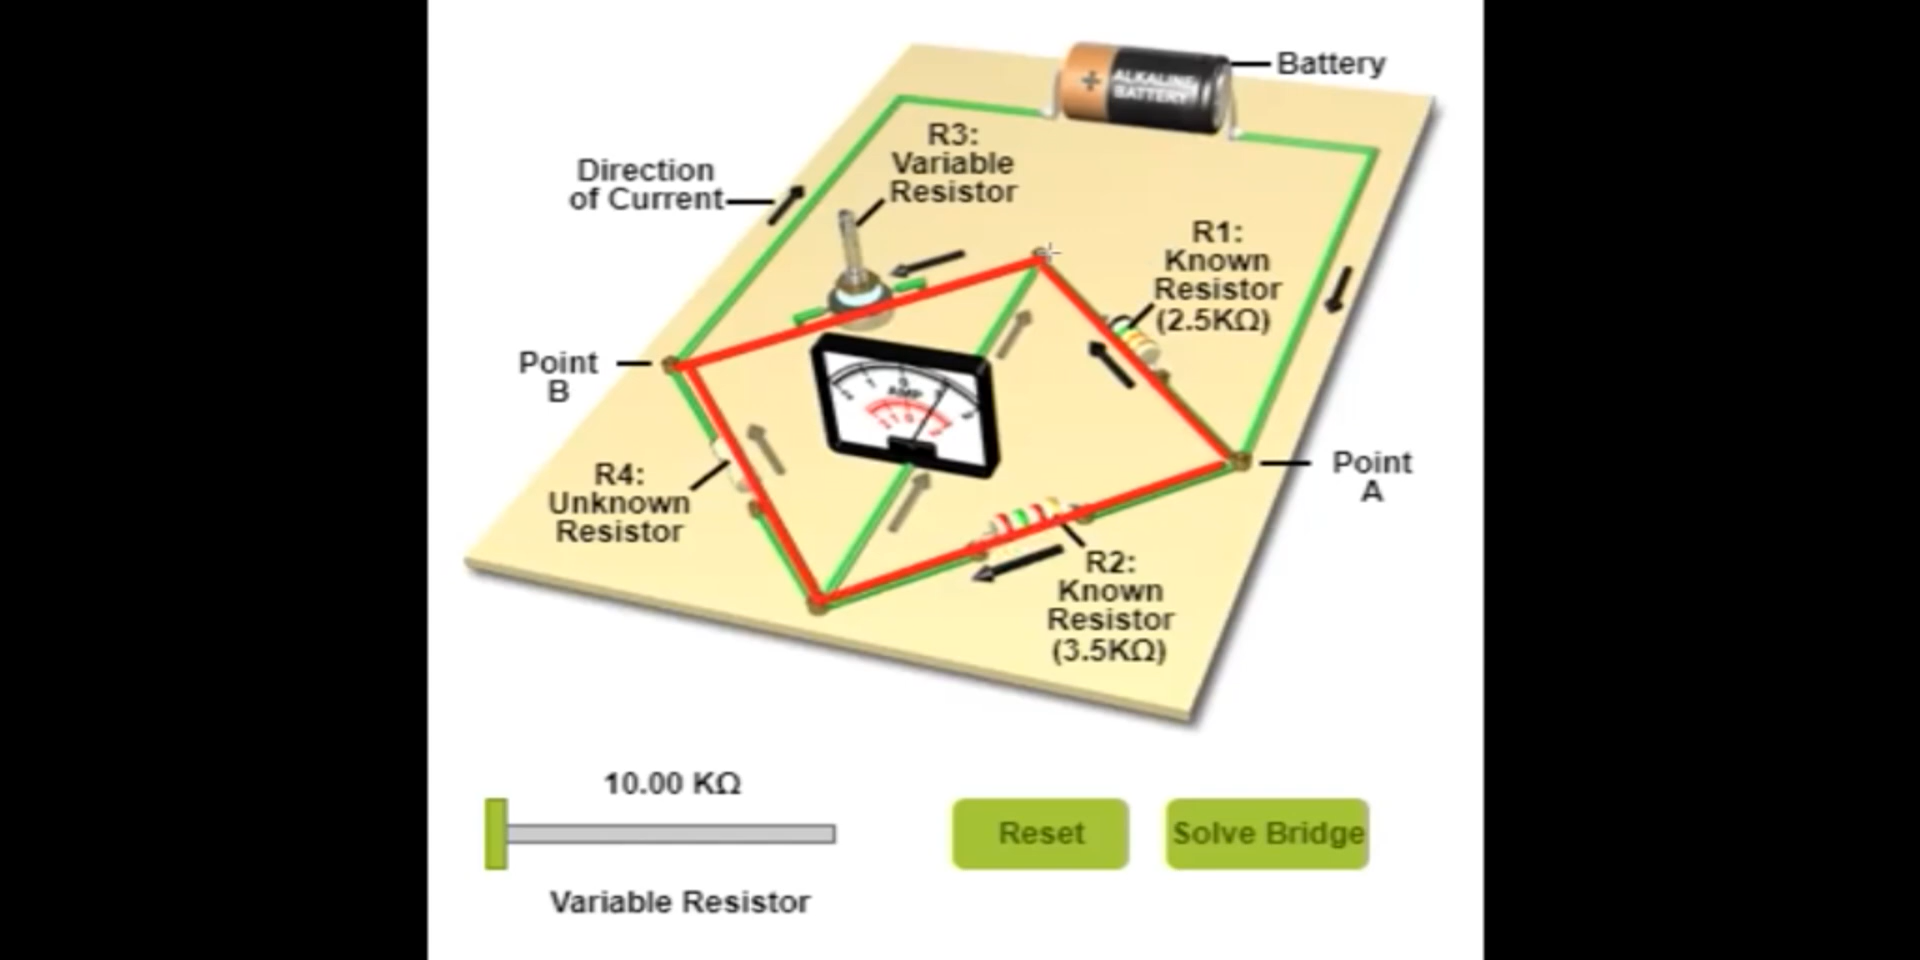 Battery
+ ALKALINE
BATTERY
R3:
Variable
Resistor
Direction
of Current
R1:
Known
Resistor
(2.5KΩ)
Point
B
AMP
Point
A
R4:
Unknown
Resistor
R2:
Known
Resistor
(3.5KΩ)
10.00 KΩ
Reset
Solve Bridge
Variable Resistor